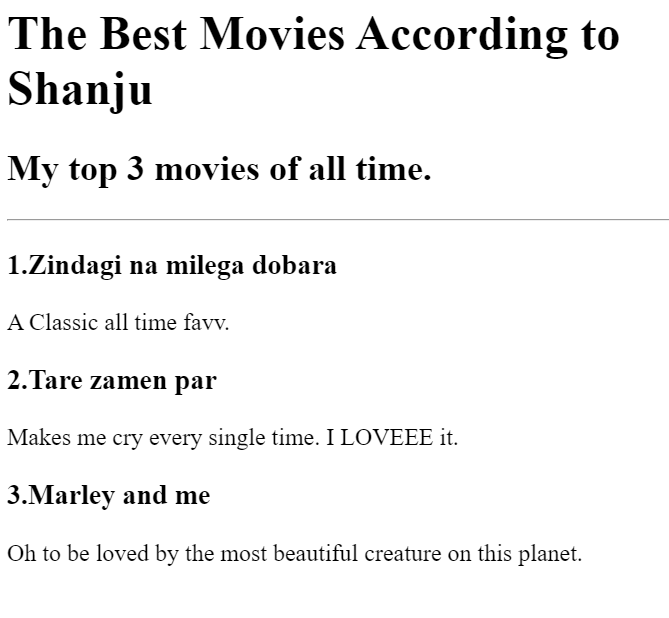 The Best Movies According to
Shanju
My top 3 movies of all time.
1.Zindagi na milega dobara
A Classic all time favv.
2.Tare zamen par
Makes me cry every single time. I LOVEEE it.
3.Marley and me
Oh to be loved by the most beautiful creature on this planet.